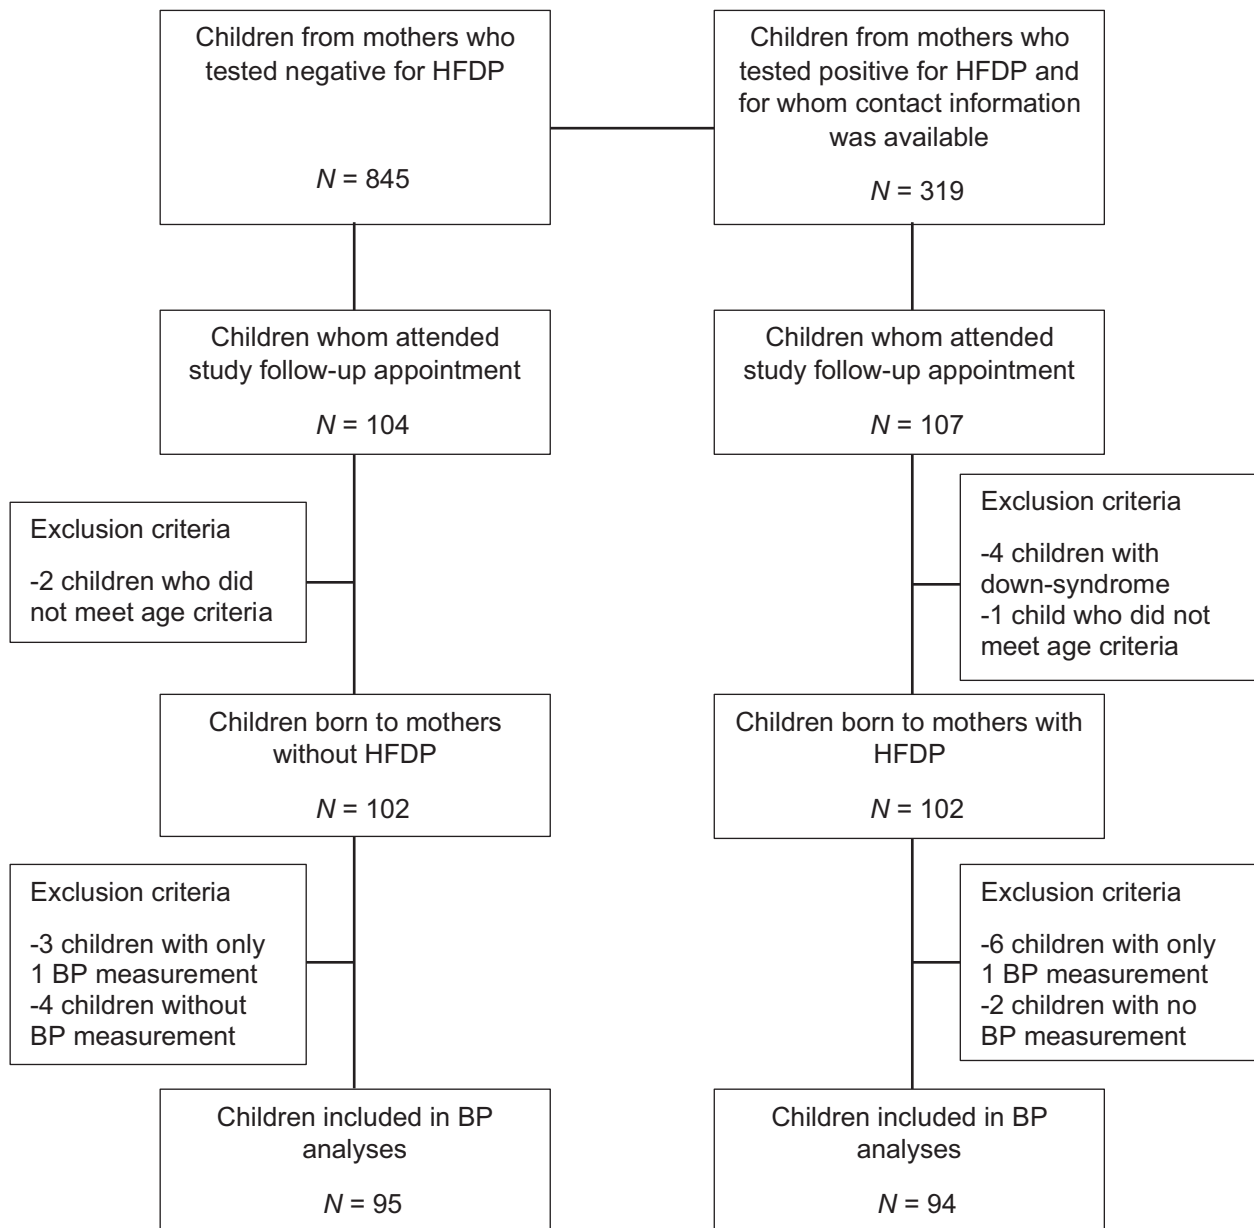 Children from mothers who
tested negative for HFDP
N = 845
Children from mothers who
tested positive for HFDP and
for whom contact information
was available
N = 319
Children whom attended
study follow-up appointment
N = 104
Children whom attended
study follow-up appointment
N = 107
Exclusion criteria
-2 children who did
not meet age criteria
Exclusion criteria
-4 children with
down-syndrome
-1 child who did not
meet age criteria
Children born to mothers
without HFDP
N = 102
Children born to mothers with
HFDP
N = 102
Exclusion criteria
-3 children with only
1 BP measurement
-4 children without
BP measurement
Exclusion criteria
-6 children with only
1 BP measurement
-2 children with no
BP measurement
Children included in BP
analyses
N = 95
Children included in BP
analyses
N = 94